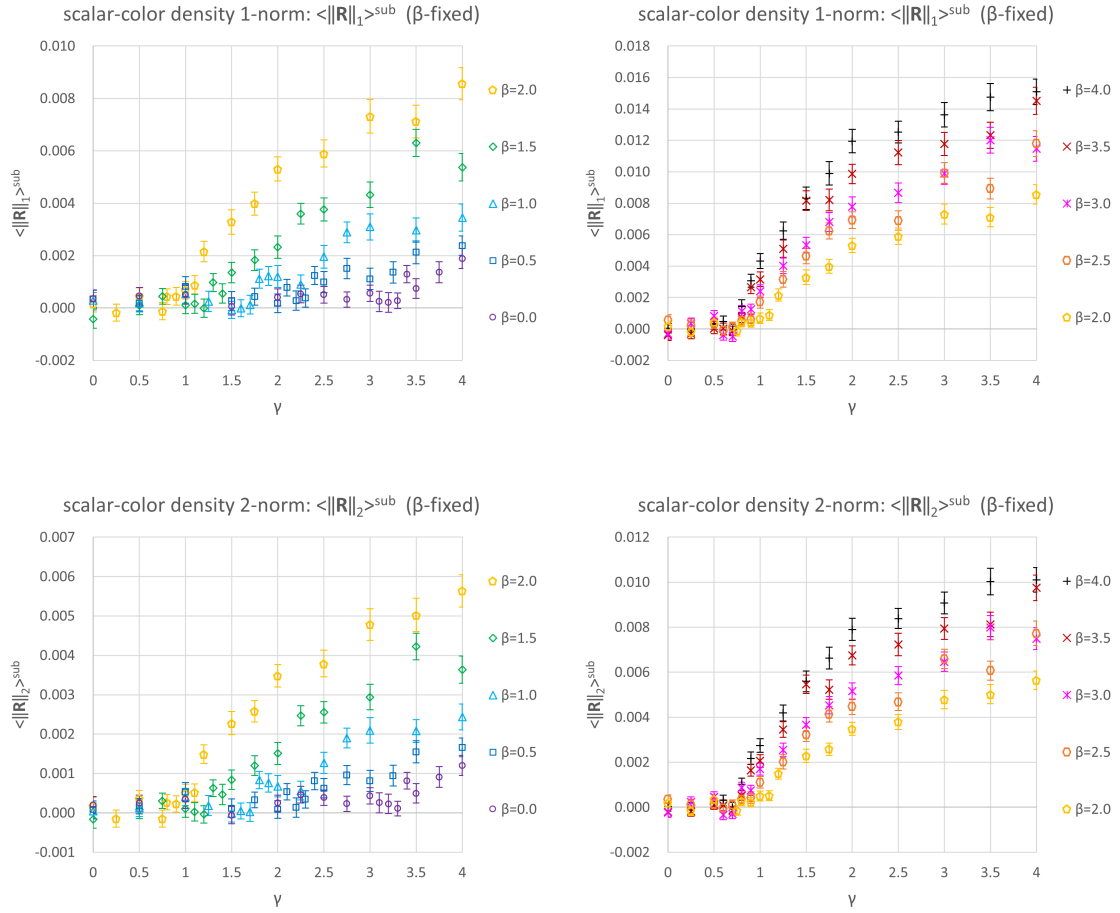 scalar-color density 1-norm: <‖R‖₁>ˢᵘᵇ (β-fixed)
<‖R‖₁>ˢᵘᵇ
0.010
0.008
0.006
0.004
0.002
0.000
-0.002
0 0.5 1 1.5 2 2.5 3 3.5 4
γ
β=2.0
β=1.5
β=1.0
β=0.5
β=0.0
scalar-color density 1-norm: <‖R‖₁>ˢᵘᵇ (β-fixed)
<‖R‖₁>ˢᵘᵇ
0.018
0.016
0.014
0.012
0.010
0.008
0.006
0.004
0.002
0.000
-0.002
0 0.5 1 1.5 2 2.5 3 3.5 4
γ
β=4.0
β=3.5
β=3.0
β=2.5
β=2.0
scalar-color density 2-norm: <‖R‖₂>ˢᵘᵇ (β-fixed)
<‖R‖₂>ˢᵘᵇ
0.007
0.006
0.005
0.004
0.003
0.002
0.001
0.000
-0.001
0 0.5 1 1.5 2 2.5 3 3.5 4
γ
β=2.0
β=1.5
β=1.0
β=0.5
β=0.0
scalar-color density 2-norm: <‖R‖₂>ˢᵘᵇ (β-fixed)
<‖R‖₂>ˢᵘᵇ
0.012
0.010
0.008
0.006
0.004
0.002
0.000
-0.002
0 0.5 1 1.5 2 2.5 3 3.5 4
γ
β=4.0
β=3.5
β=3.0
β=2.5
β=2.0